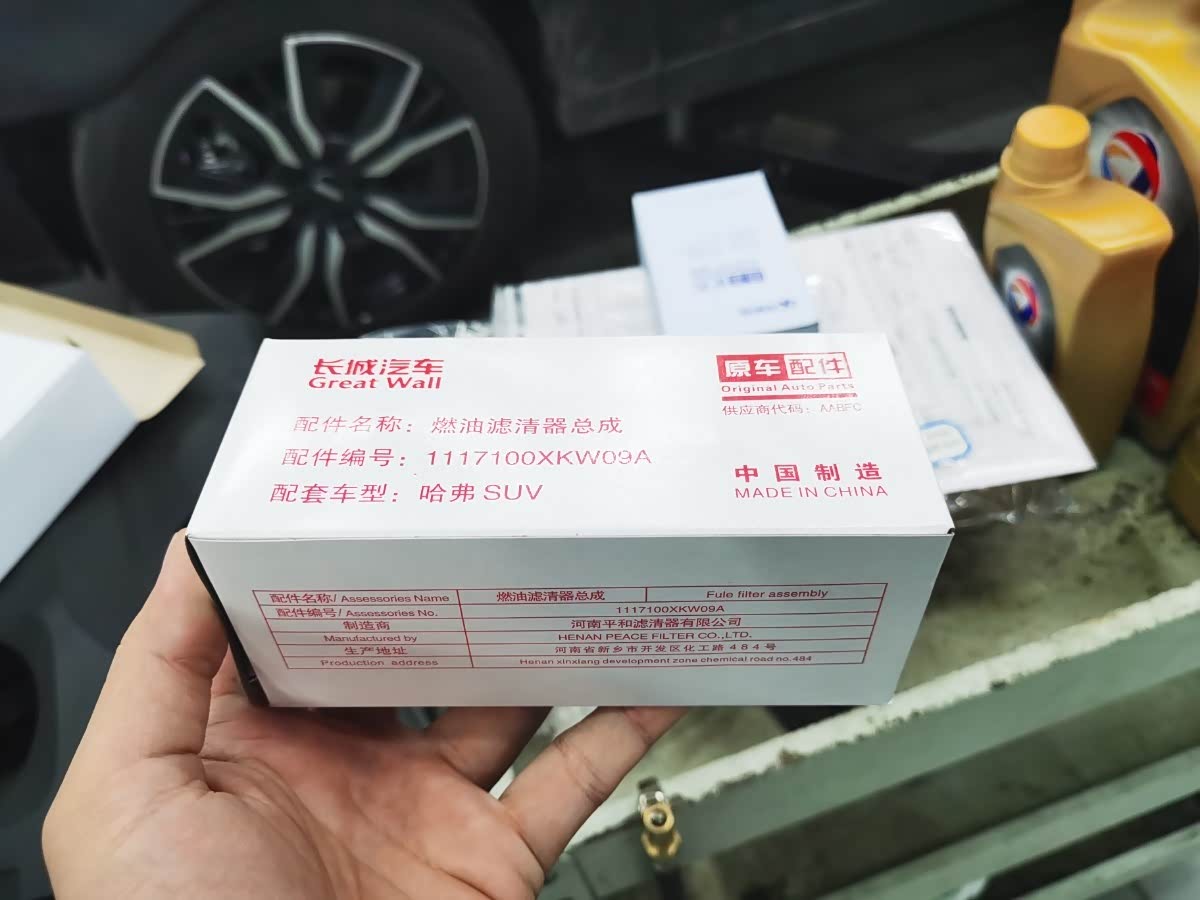 长城汽车
Great Wall
原车配件
Original Auto Parts
供应商代码：AABFC
配件名称：燃油滤清器总成
配件编号：1117100XKW09A
配套车型：哈弗 SUV
中国制造
MADE IN CHINA
配件名称/ Assessories Name 燃油滤清器总成 Fule filter assembly
配件编号/ Assessories No. 1117100XKW09A
制造商 河南平和滤清器有限公司
Manufactured by HENAN PEACE FILTER CO.,LTD.
生产地址 河南省新乡市开发区化工路484号
Production address Henan xinxiang development zone chemical road no.484